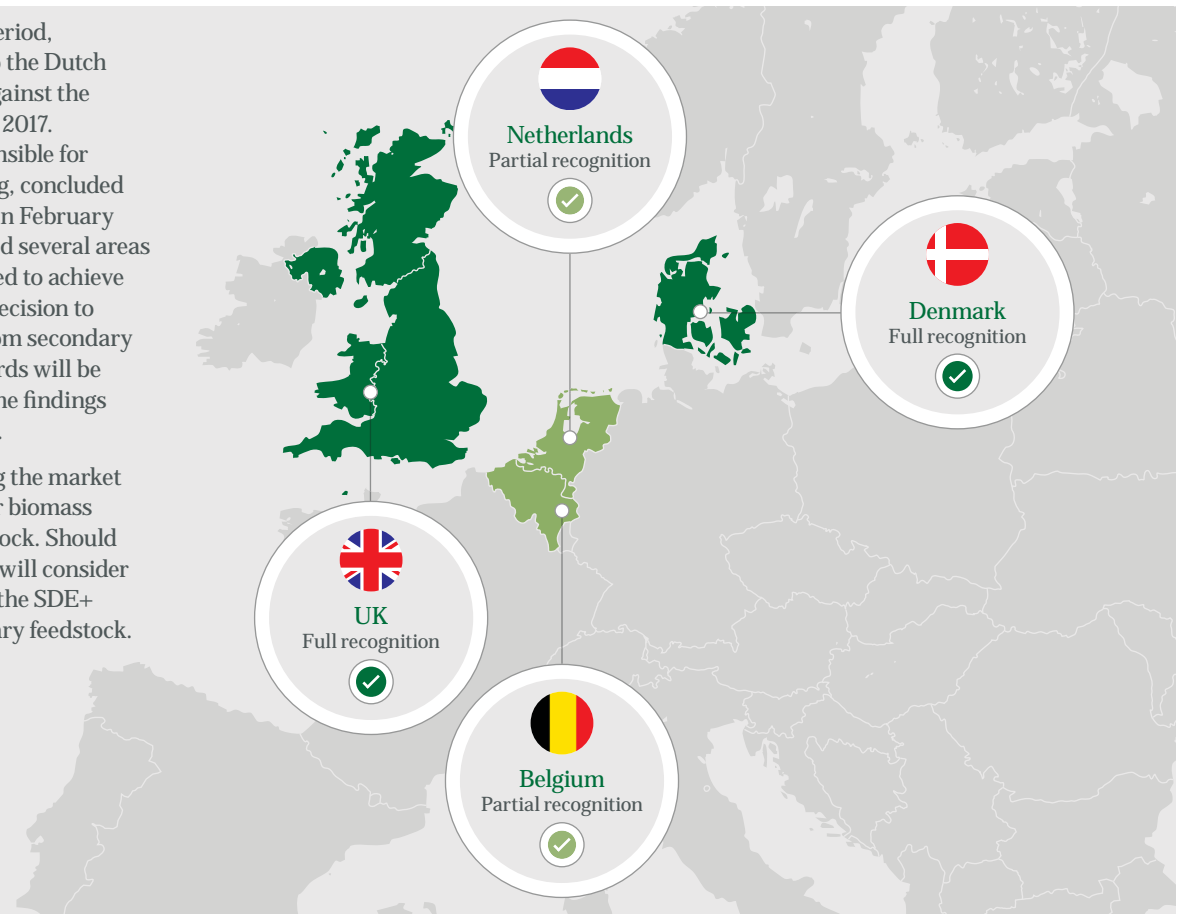 eriod,
the Dutch
gainst the
2017.
nsible for
g, concluded
n February
d several areas
ed to achieve
ecision to
om secondary
rds will be
he findings
.
g the market
r biomass
ock. Should
will consider
the SDE+
ary feedstock.
Netherlands
Partial recognition
Denmark
Full recognition
UK
Full recognition
Belgium
Partial recognition